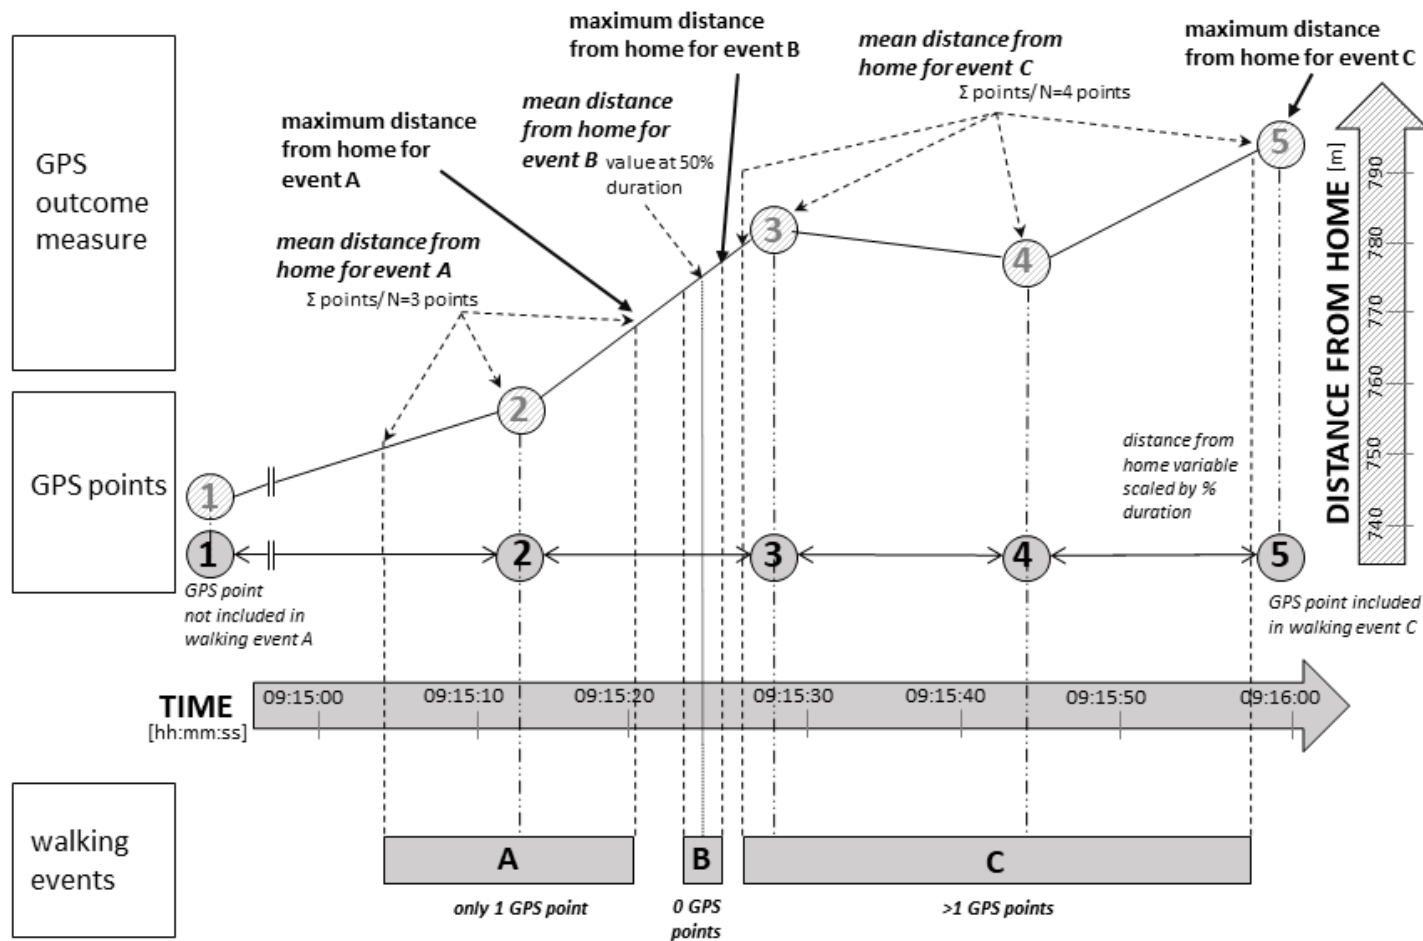 GPS
outcome
measure
maximum distance
from home for
event A
mean distance from
home for event A
Σ points/N=3 points
maximum distance
from home for event B
mean distance
from home for
event B value at 50%
duration
mean distance from
home for event C
Σ points/N=4 points
maximum distance
from home for event C
1
2
3
4
5
DISTANCE FROM HOME [m]
790
780
770
760
750
740
GPS points
1
2
3
4
5
distance from
home variable
scaled by %
duration
GPS point
not included in
walking event A
GPS point included
in walking event C
TIME
[hh:mm:ss]
09:15:00
09:15:10
09:15:20
09:15:30
09:15:40
09:15:50
09:16:00
walking
events
A
B
C
only 1 GPS point
0 GPS
points
>1 GPS points